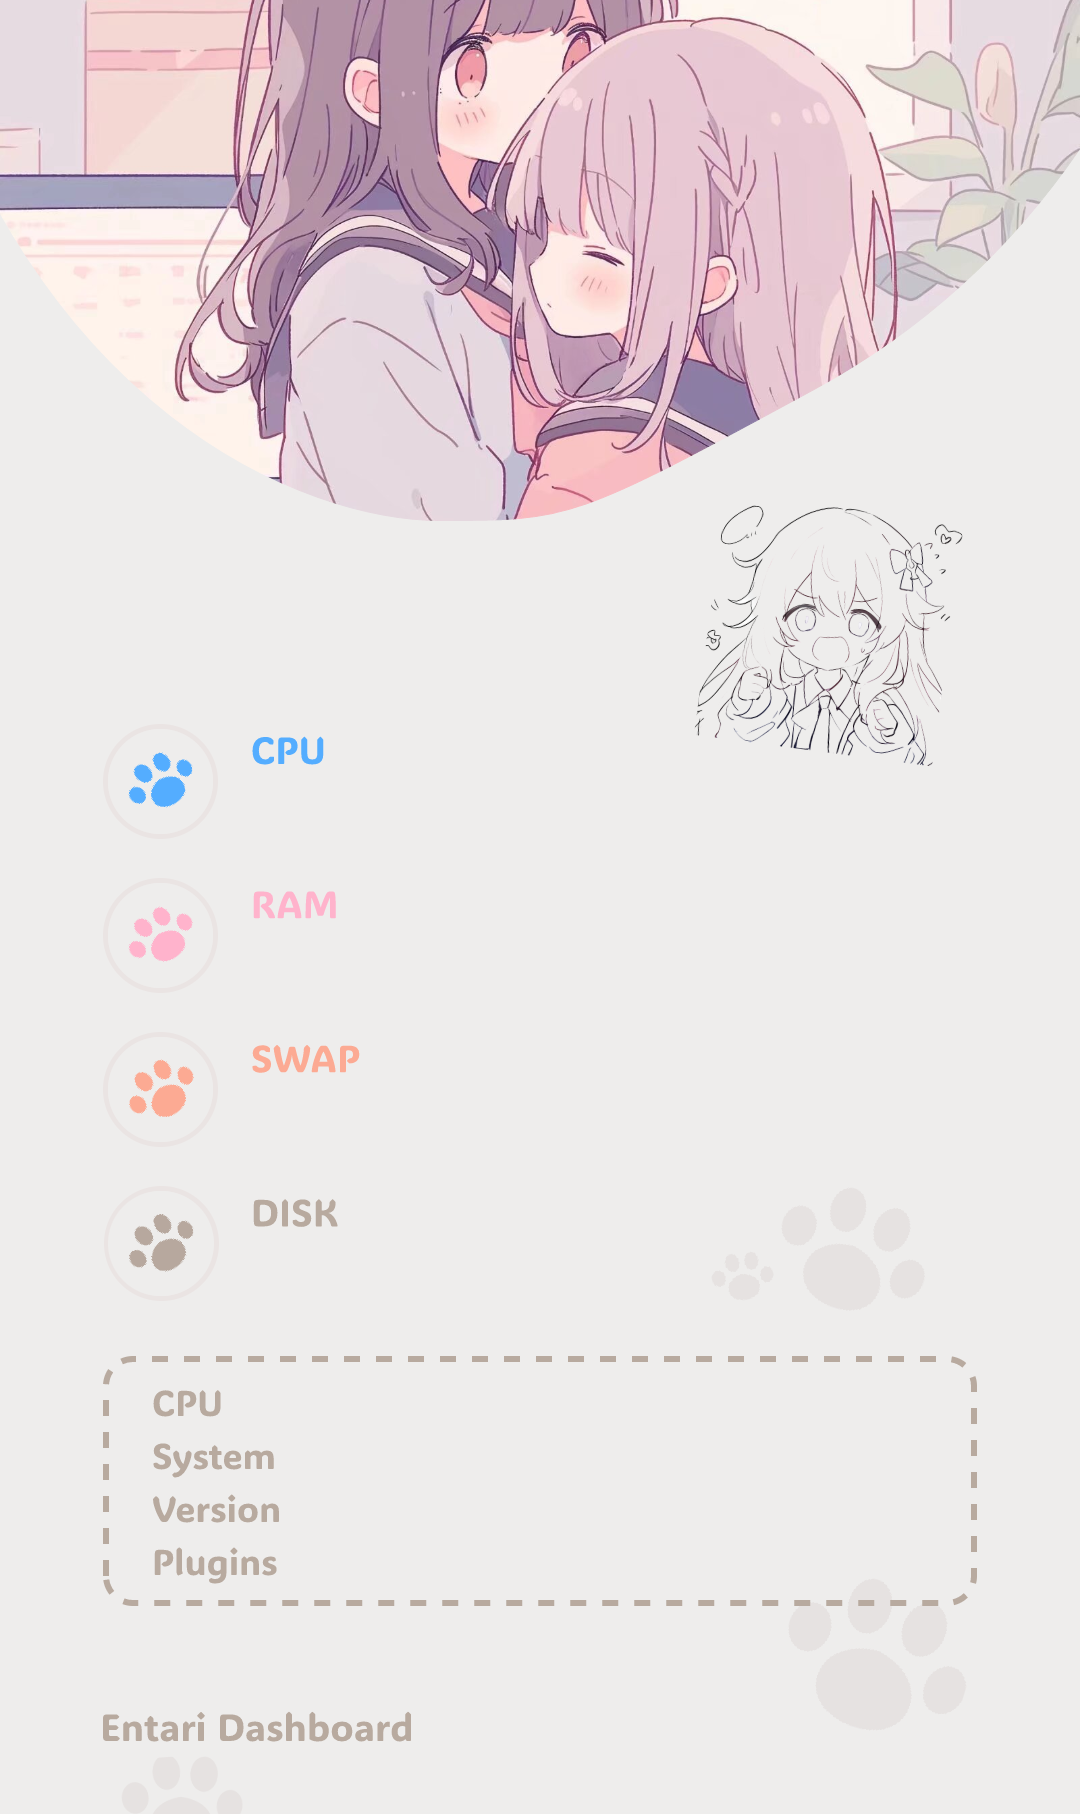 CPU
RAM
SWAP
DISK
CPU
System
Version
Plugins
Entari Dashboard